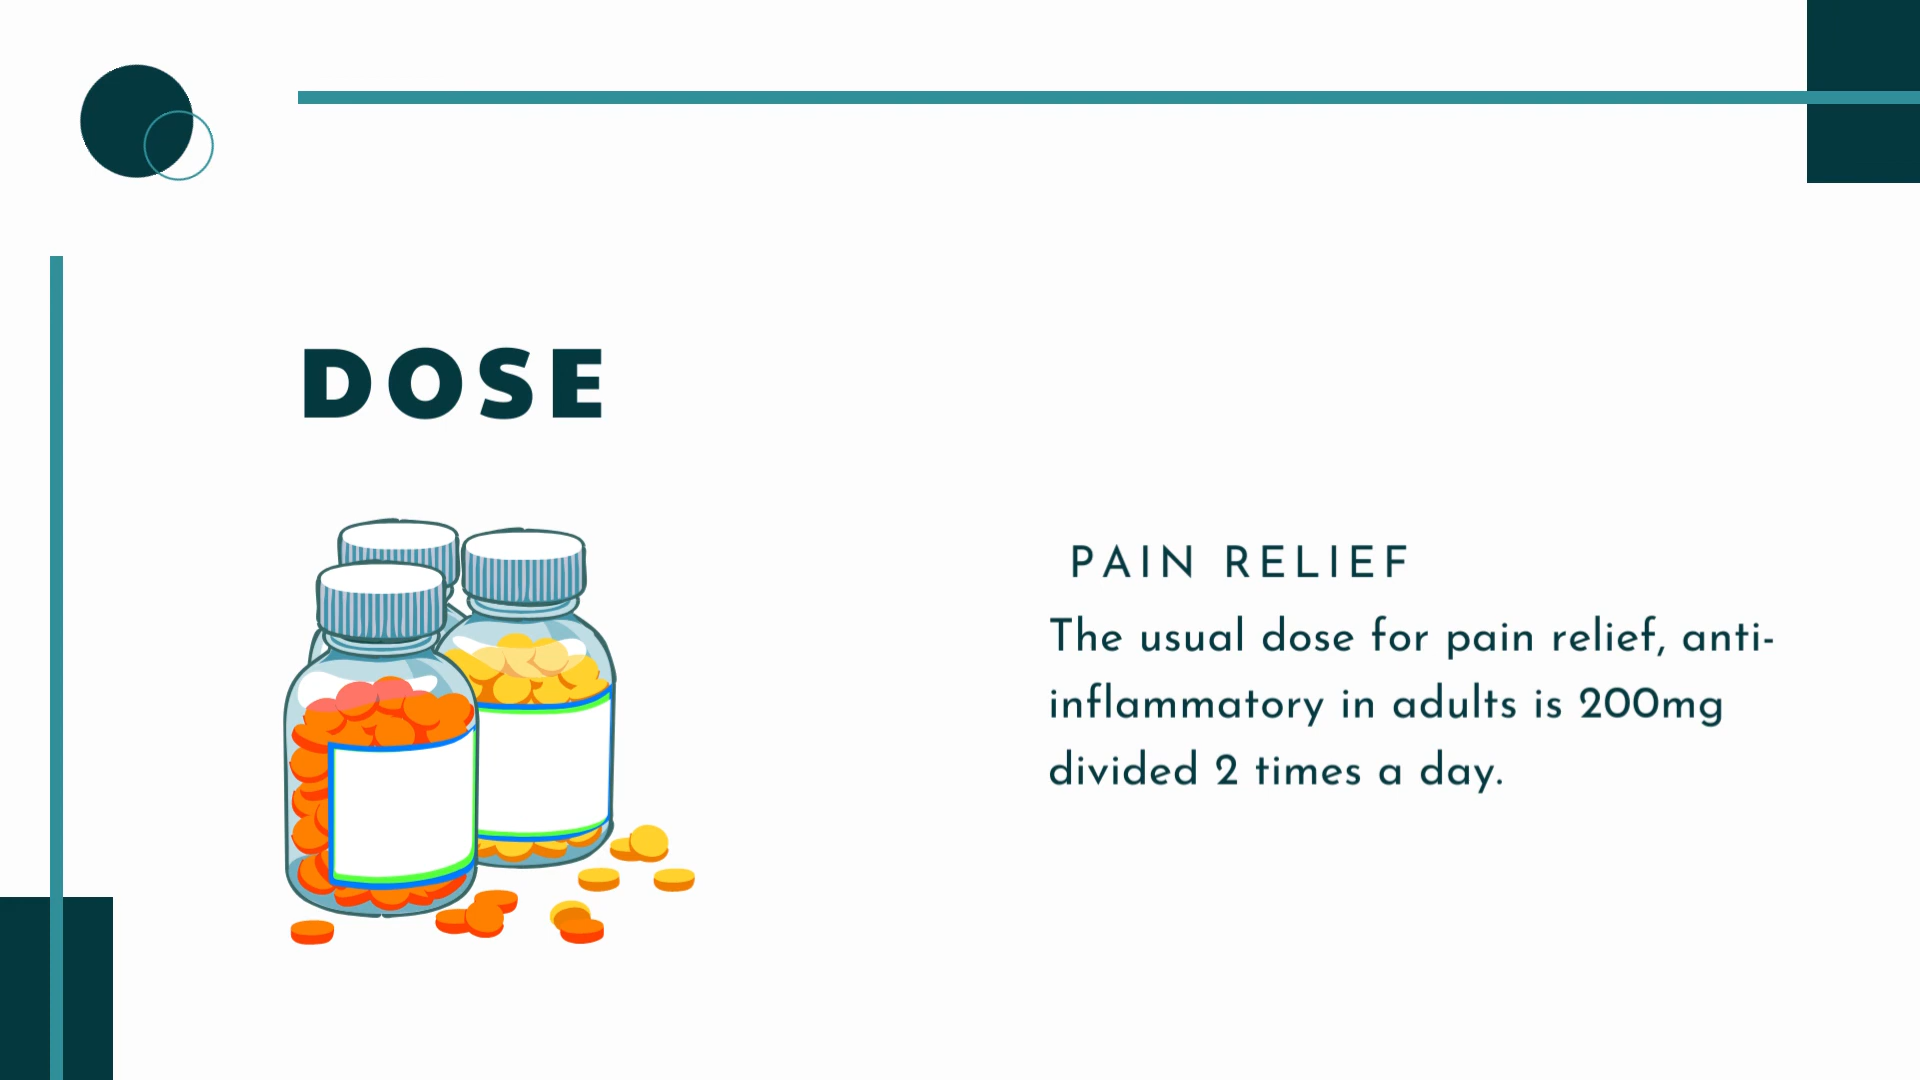 DOSE
PAIN RELIEF
The usual dose for pain relief, anti-
inflammatory in adults is 200mg
divided 2 times a day.